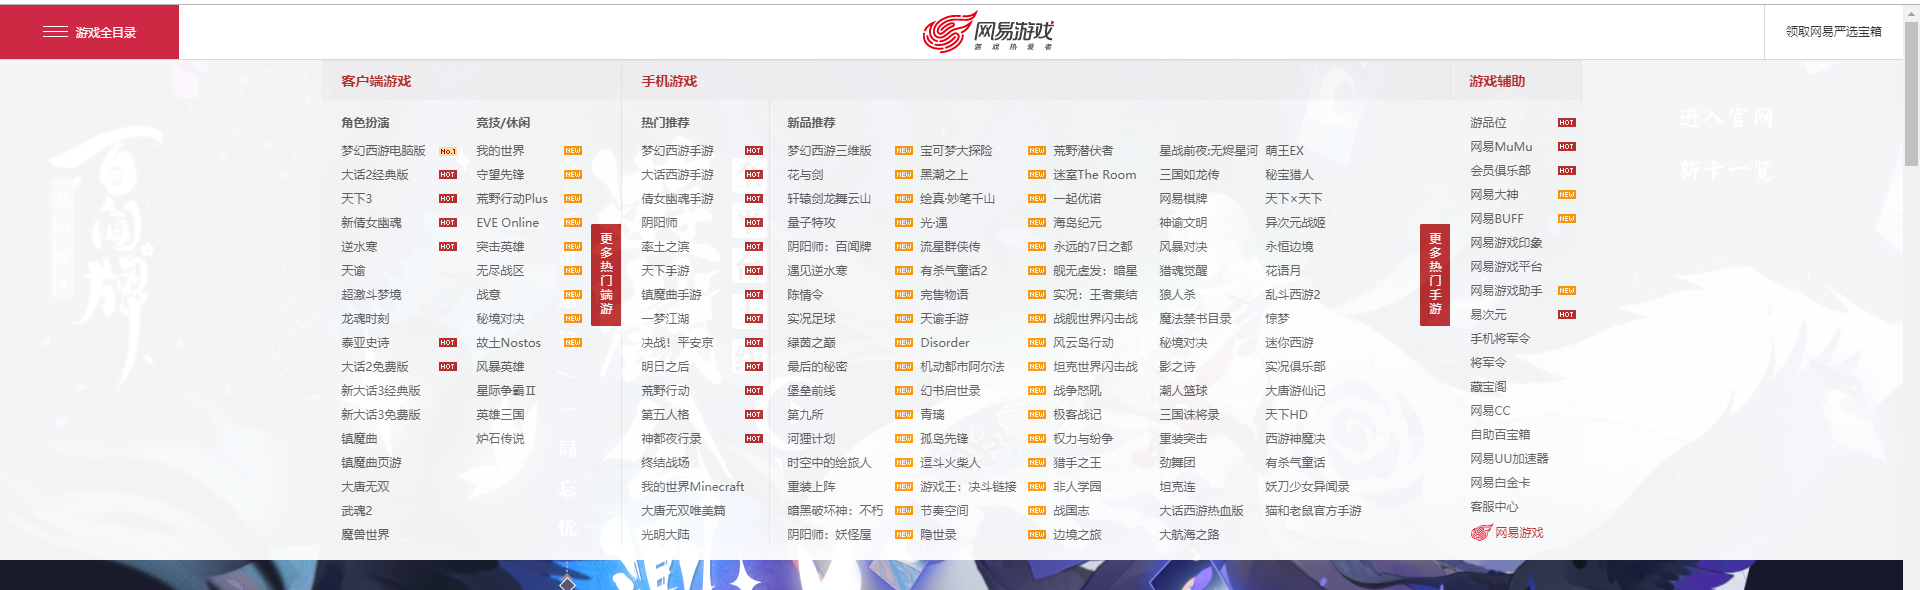 游戏全目录
网易游戏
游戏热爱者
领取网易严选宝箱
客户端游戏
角色扮演
梦幻西游电脑版 No.1
大话2经典版 HOT
天下3 HOT
新倩女幽魂 HOT
逆水寒 HOT
天谕
超激斗梦境
龙魂时刻
泰亚史诗 HOT
大话2免费版 HOT
新大话3经典版
新大话3免费版
镇魔曲
镇魔曲页游
大唐无双
武魂2
魔兽世界
竞技/休闲
我的世界 NEW
守望先锋 NEW
荒野行动Plus NEW
EVE Online NEW
突击英雄 NEW
无尽战区 NEW
战意 NEW
秘境对决 NEW
故土Nostos NEW
风暴英雄
星际争霸Ⅱ
英雄三国
炉石传说
更多热门端游
手机游戏
热门推荐
梦幻西游手游 HOT
大话西游手游 HOT
倩女幽魂手游 HOT
阴阳师 HOT
率土之滨 HOT
天下手游 HOT
镇魔曲手游 HOT
一梦江湖 HOT
决战！平安京 HOT
明日之后 HOT
荒野行动 HOT
第五人格 HOT
神都夜行录 HOT
终结战场
我的世界Minecraft
大唐无双唯美篇
光明大陆
新品推荐
梦幻西游三维版 NEW
花与剑 NEW
轩辕剑龙舞云山 NEW
量子特攻 NEW
阴阳师：百闻牌 NEW
遇见逆水寒 NEW
陈情令 NEW
实况足球 NEW
绿茵之巅 NEW
最后的秘密 NEW
堡垒前线 NEW
第九所 NEW
河狸计划 NEW
时空中的绘旅人 NEW
重装上阵 NEW
暗黑破坏神：不朽 NEW
阴阳师：妖怪屋 NEW
宝可梦大探险 NEW
黑潮之上 NEW
绘真·妙笔千山 NEW
光·遇 NEW
流星群侠传 NEW
有杀气童话2 NEW
完售物语 NEW
天谕手游 NEW
Disorder NEW
机动都市阿尔法 NEW
幻书启世录 NEW
青璃 NEW
孤岛先锋 NEW
逗斗火柴人 NEW
游戏王：决斗链接 NEW
节奏空间 NEW
隐世录 NEW
荒野潜伏者
迷室The Room
一起优诺
海岛纪元
永远的7日之都
舰无虚发：暗星
实况：王者集结
战舰世界闪击战
风云岛行动
坦克世界闪击战
战争怒吼
极客战记
权力与纷争
猎手之王
非人学园
战国志
边境之旅
星战前夜:无烬星河
三国如龙传
网易棋牌
神谕文明
风暴对决
猎魂觉醒
狼人杀
魔法禁书目录
秘境对决
影之诗
潮人篮球
三国诛将录
重装突击
劲舞团
坦克连
大话西游热血版
大航海之路
萌王EX
秘宝猎人
天下×天下
异次元战姬
永恒边境
花语月
乱斗西游2
惊梦
迷你西游
实况俱乐部
大唐游仙记
天下HD
西游神魔决
有杀气童话
妖刀少女异闻录
猫和老鼠官方手游
更多热门手游
游戏辅助
游品位 HOT
网易MuMu HOT
会员俱乐部 HOT
网易大神 NEW
网易BUFF NEW
网易游戏印象
网易游戏平台
网易游戏助手 NEW
易次元 HOT
手机将军令
将军令
藏宝阁
网易CC
自助百宝箱
网易UU加速器
网易白金卡
客服中心
网易游戏
进入官网
新卡一览
百闻牌